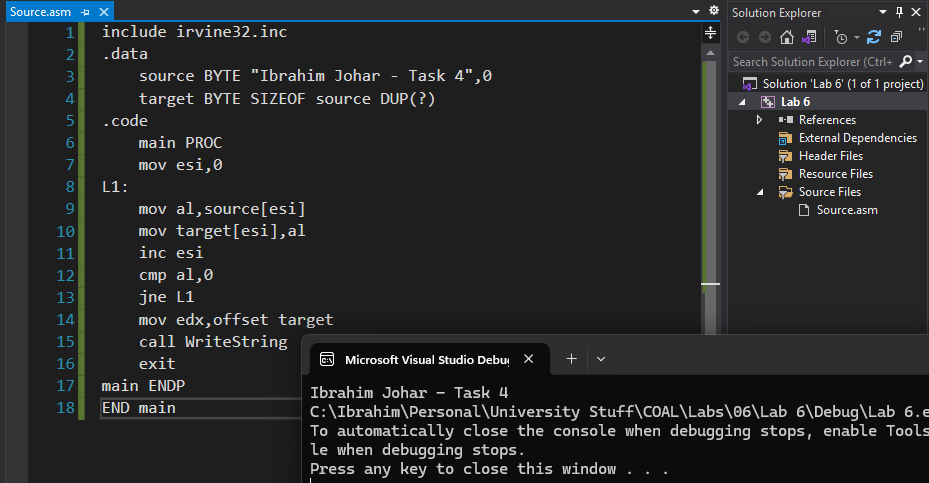 Source.asm
1 include irvine32.inc
2 .data
3 source BYTE "Ibrahim Johar - Task 4",0
4 target BYTE SIZEOF source DUP(?)
5 .code
6 main PROC
7 mov esi,0
8 L1:
9 mov al,source[esi]
10 mov target[esi],al
11 inc esi
12 cmp al,0
13 jne L1
14 mov edx,offset target
15 call WriteString
16 exit
17 main ENDP
18 END main
Solution Explorer
Search Solution Explorer (Ctrl+
Solution 'Lab 6' (1 of 1 project)
Lab 6
References
External Dependencies
Header Files
Resource Files
Source Files
Source.asm
Microsoft Visual Studio Debug
Ibrahim Johar - Task 4
C:\Ibrahim\Personal\University Stuff\COAL\Labs\06\Lab 6\Debug\Lab 6.e
To automatically close the console when debugging stops, enable Tools
le when debugging stops.
Press any key to close this window . . .